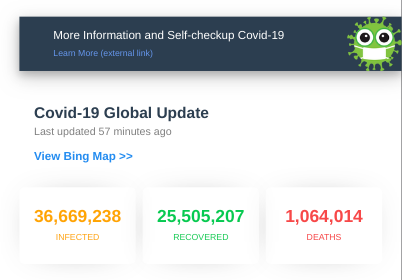 More Information and Self-checkup Covid-19
Learn More (external link)
Covid-19 Global Update
Last updated 57 minutes ago
View Bing Map >>
36,669,238 25,505,207 1,064,014
INFECTED RECOVERED DEATHS